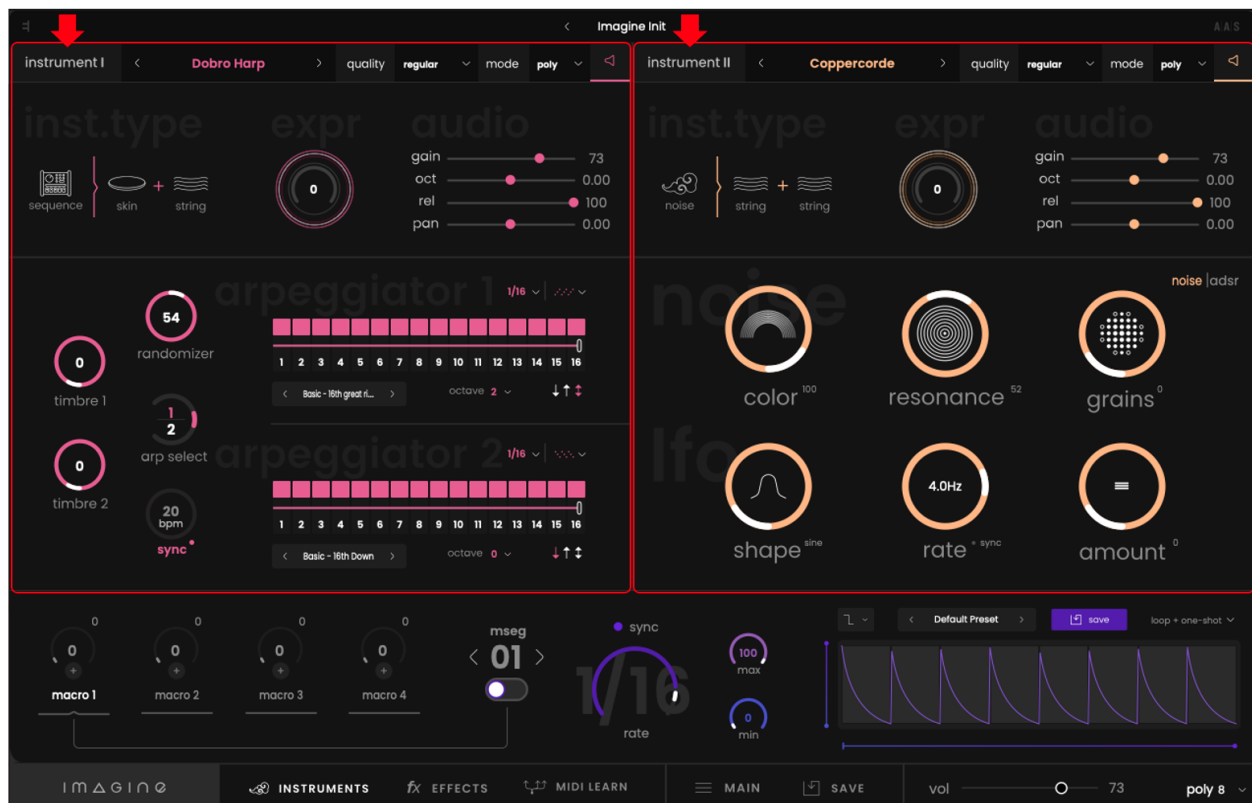 Imagine Init
AAS
instrument I
Dobro Harp
quality regular
mode poly
inst.type
expr
audio
sequence
skin
string
0
gain 73
oct 0.00
rel 100
pan 0.00
54
randomizer
0
timbre 1
1
2
arp select
0
timbre 2
20
bpm
sync
arpeggiator 1
1/16
1 2 3 4 5 6 7 8 9 10 11 12 13 14 15 16
Basic - 16th great ri...
octave 2
arpeggiator 2
1/16
1 2 3 4 5 6 7 8 9 10 11 12 13 14 15 16
Basic - 16th Down
octave 0
instrument II
Coppercorde
quality regular
mode poly
inst.type
expr
audio
noise
string
string
0
gain 73
oct 0.00
rel 100
pan 0.00
noise
noise |adsr
color 100
resonance 52
grains 0
lfo
4.0Hz
shape sine
rate sync
amount 0
0 0 0 0
0 0 0 0
+ + + +
macro 1
macro 2
macro 3
macro 4
mseg
01
sync
1/16
rate
100
max
0
min
Default Preset
save
loop + one-shot
IMAGINE
INSTRUMENTS
fx EFFECTS
MIDI LEARN
MAIN
SAVE
vol 73
poly 8